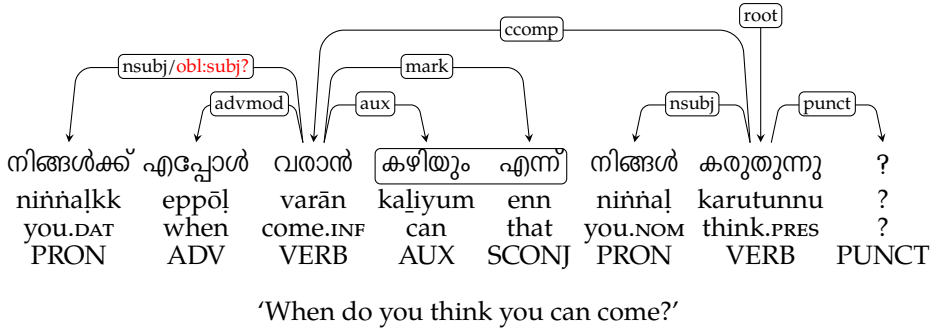 ccomp root
nsubj/obl:subj? mark
advmod aux nsubj punct
നിങ്ങൾക്ക് എപ്പോൾ വരാൻ കഴിയും എന്ന് നിങ്ങൾ കരുതുന്നു ?
niṅṅaḷkk eppōḷ varān kaḻiyum enn niṅṅaḷ karutunnu ?
you.DAT when come.INF can that you.NOM think.PRES ?
PRON ADV VERB AUX SCONJ PRON VERB PUNCT
‘When do you think you can come?’